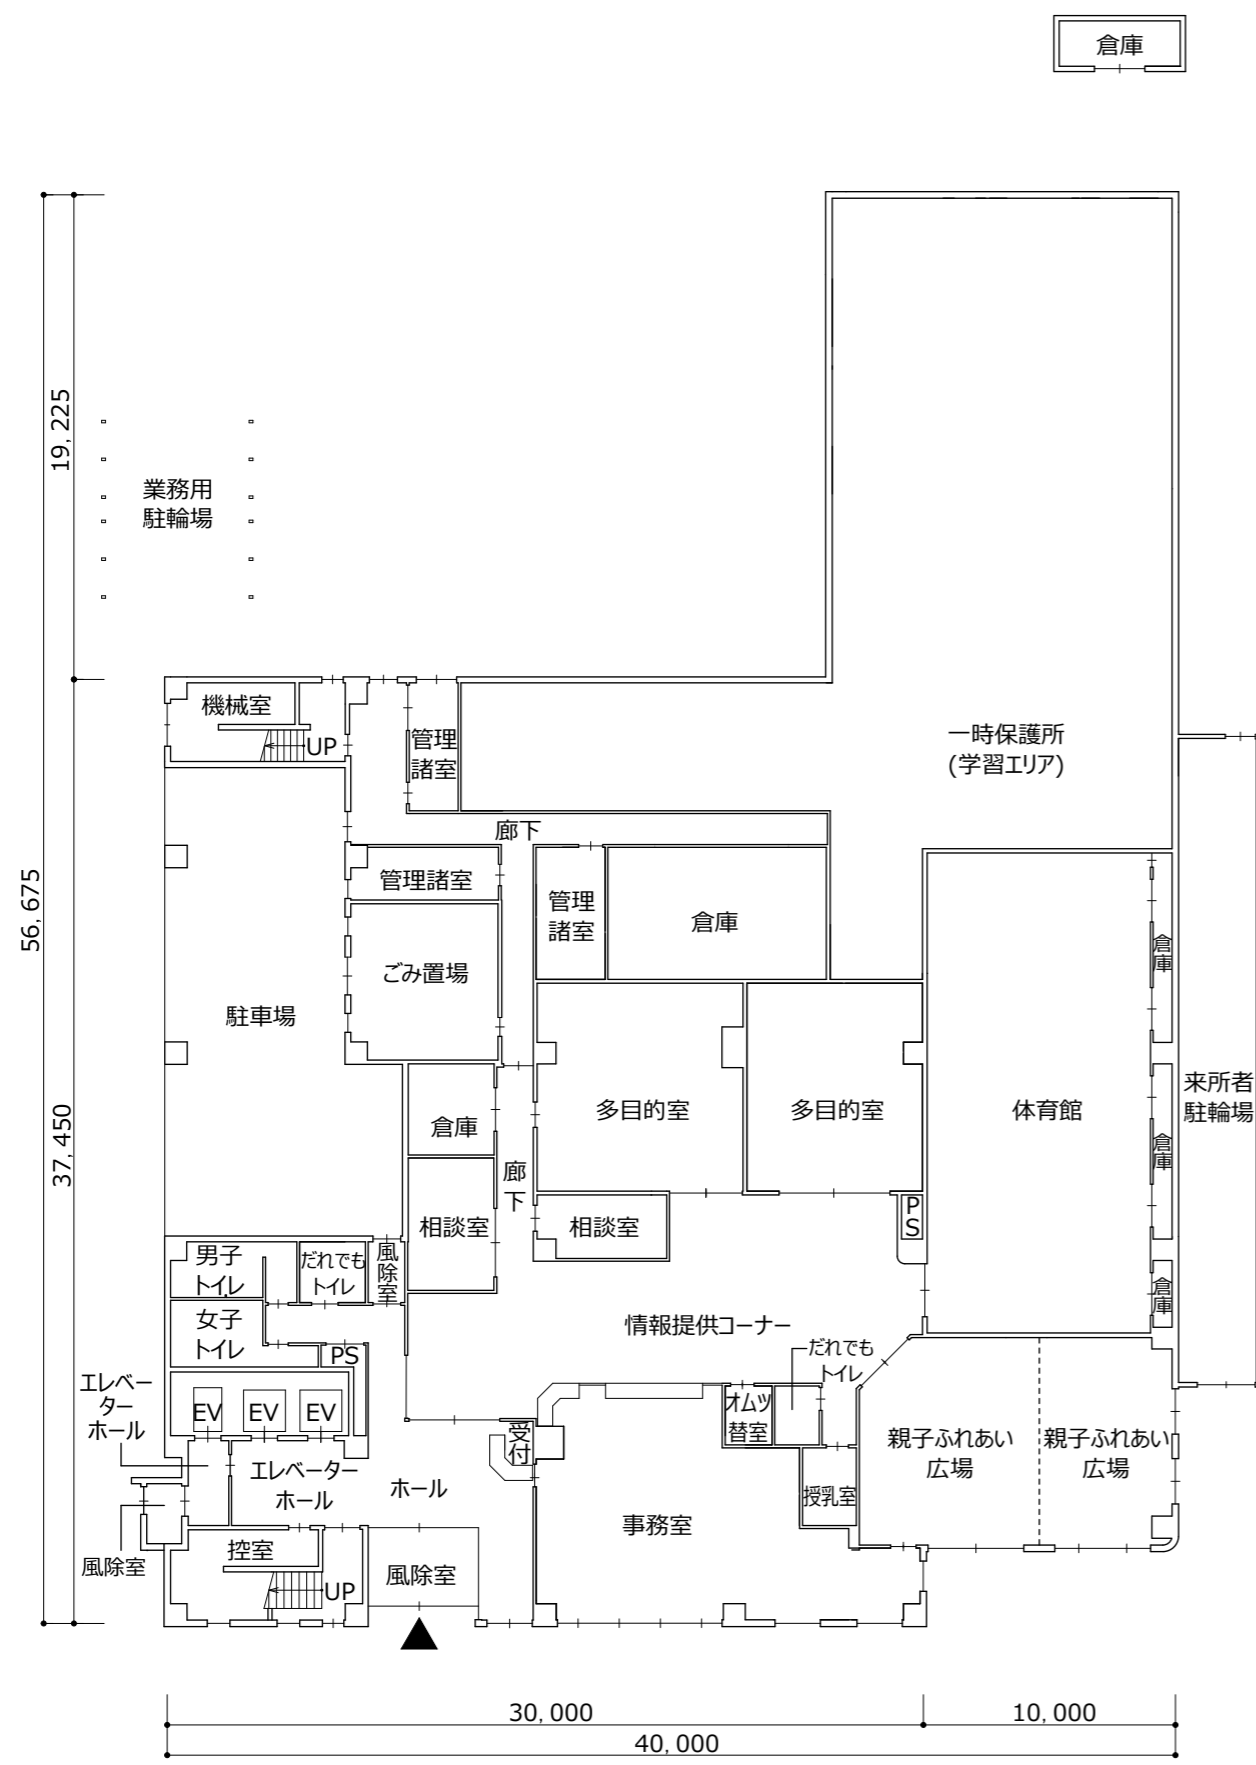 倉庫
19,225
業務用
駐輪場
機械室
UP
管理
諸室
一時保護所
(学習エリア)
廊下
管理諸室
管理
諸室
倉庫
56,675
ごみ置場
倉庫
駐車場
37,450
倉庫
多目的室
多目的室
体育館
倉庫
来所者
駐輪場
相談室
廊下
相談室
PS
男子
トイレ
だれでも
トイレ
風除室
倉庫
女子
トイレ
PS
情報提供コーナー
だれでも
トイレ
エレベー
ター
ホール
EV
EV
EV
オムツ
替室
受付
親子ふれあい
広場
親子ふれあい
広場
エレベーター
ホール
ホール
授乳室
事務室
風除室
控室
UP
風除室
30,000
10,000
40,000